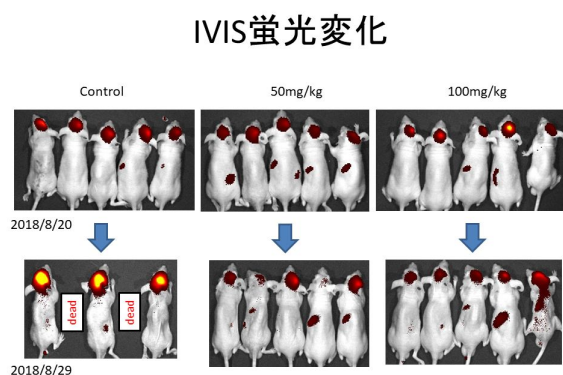 IVIS蛍光変化
Control
50mg/kg
100mg/kg
2018/8/20
dead
dead
2018/8/29